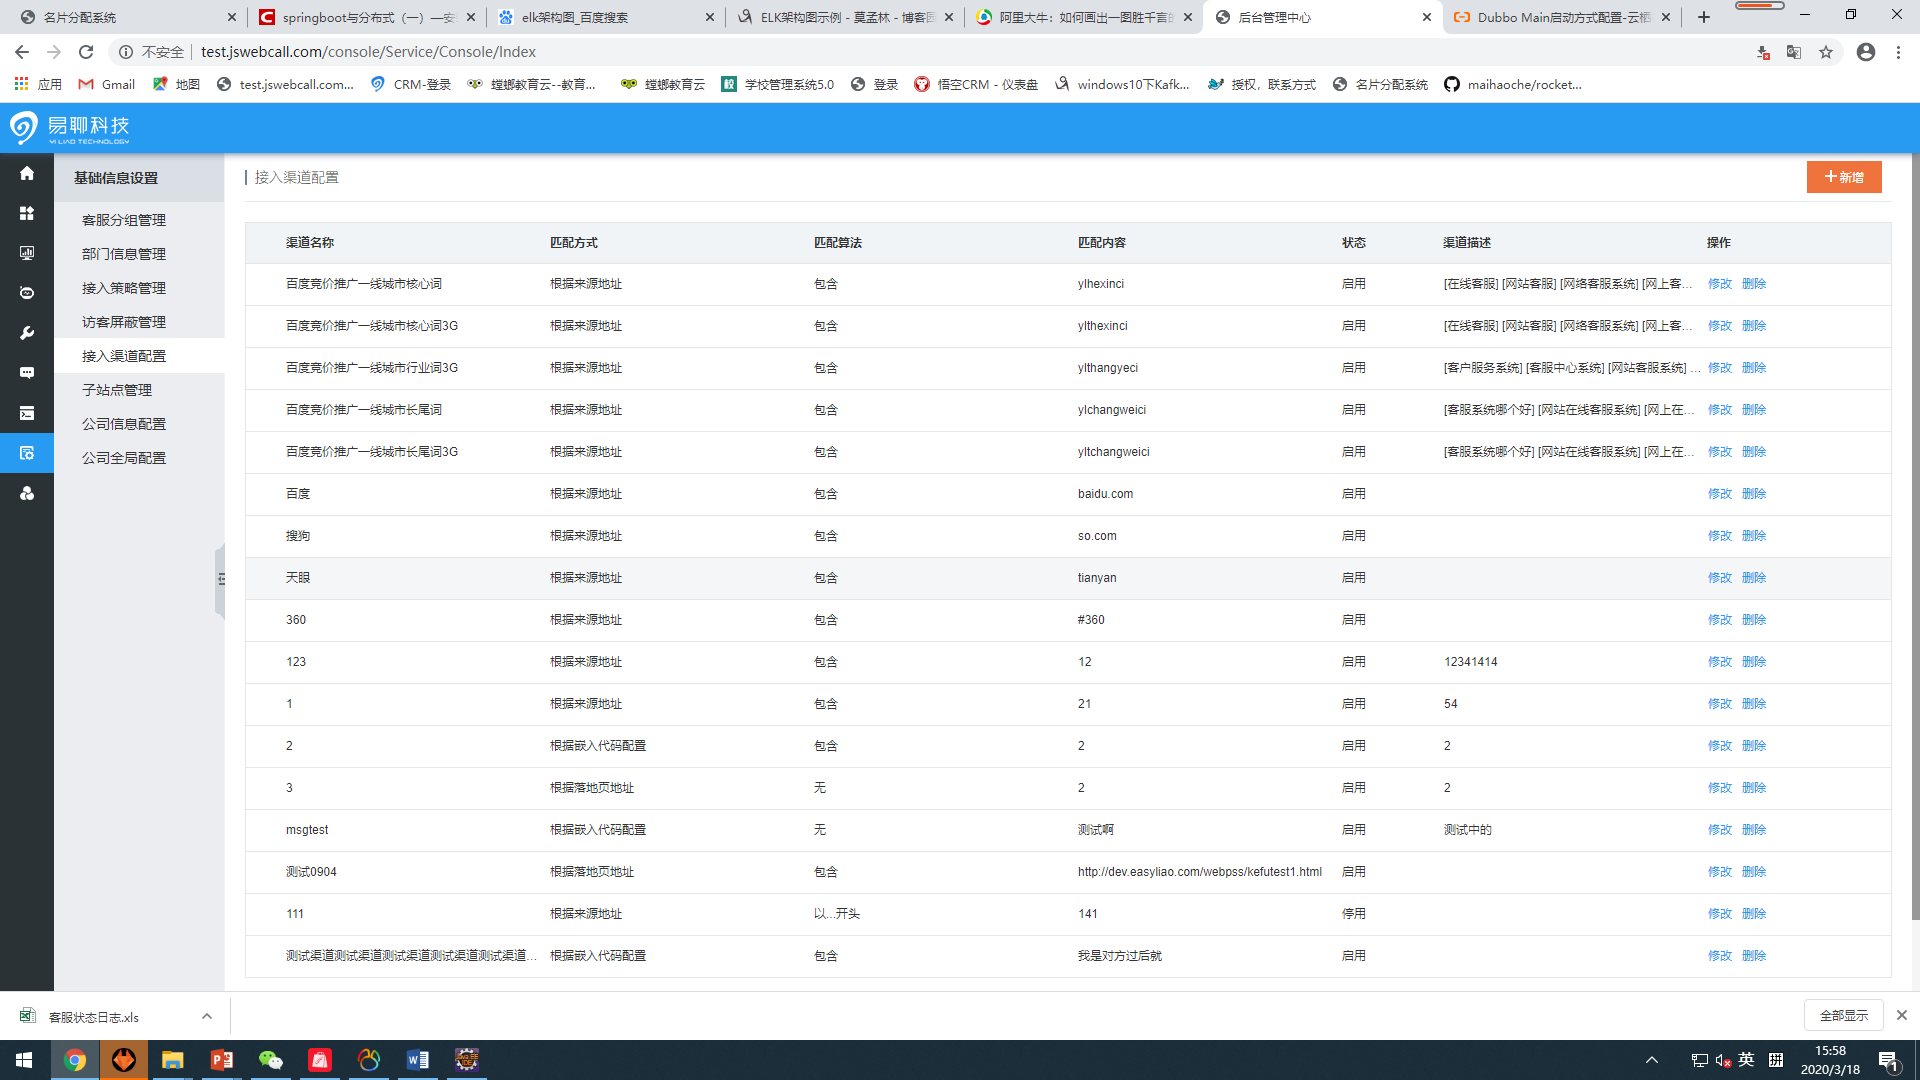 名片分配系统
springboot与分布式（一）—安
elk架构图_百度搜索
ELK架构图示例 - 莫孟林 - 博客园
阿里大牛：如何画出一图胜千言的
后台管理中心
Dubbo Main启动方式配置-云栖
不安全 test.jswebcall.com/console/Service/Console/Index
应用 Gmail 地图 test.jswebcall.com... CRM-登录 螳螂教育云--教育... 螳螂教育云 学校管理系统5.0 登录 悟空CRM - 仪表盘 windows10下Kafk... 授权，联系方式 名片分配系统 maihaoche/rocket...
易聊科技
YI LIAO TECHNOLOGY
基础信息设置
客服分组管理
部门信息管理
接入策略管理
访客屏蔽管理
接入渠道配置
子站点管理
公司信息配置
公司全局配置
接入渠道配置
新增
渠道名称 匹配方式 匹配算法 匹配内容 状态 渠道描述 操作
百度竞价推广一线城市核心词 根据来源地址 包含 ylhexinci 启用 [在线客服] [网站客服] [网络客服系统] [网上客... 修改 删除
百度竞价推广一线城市核心词3G 根据来源地址 包含 ylthexinci 启用 [在线客服] [网站客服] [网络客服系统] [网上客... 修改 删除
百度竞价推广一线城市行业词3G 根据来源地址 包含 ylthangyeci 启用 [客户服务系统] [客服中心系统] [网站客服系统] ... 修改 删除
百度竞价推广一线城市长尾词 根据来源地址 包含 ylchangweici 启用 [客服系统哪个好] [网站在线客服系统] [网上在... 修改 删除
百度竞价推广一线城市长尾词3G 根据来源地址 包含 yltchangweici 启用 [客服系统哪个好] [网站在线客服系统] [网上在... 修改 删除
百度 根据来源地址 包含 baidu.com 启用 修改 删除
搜狗 根据来源地址 包含 so.com 启用 修改 删除
天眼 根据来源地址 包含 tianyan 启用 修改 删除
360 根据来源地址 包含 #360 启用 修改 删除
123 根据来源地址 包含 12 启用 12341414 修改 删除
1 根据来源地址 包含 21 启用 54 修改 删除
2 根据嵌入代码配置 包含 2 启用 2 修改 删除
3 根据落地页地址 无 2 启用 2 修改 删除
msgtest 根据嵌入代码配置 无 测试啊 启用 测试中的 修改 删除
测试0904 根据落地页地址 包含 http://dev.easyliao.com/webpss/kefutest1.html 启用 修改 删除
111 根据来源地址 以...开头 141 停用 修改 删除
测试渠道测试渠道测试渠道测试渠道测试渠道... 根据嵌入代码配置 包含 我是对方过后就 启用 修改 删除
客服状态日志.xls
全部显示
英 拼
15:58
2020/3/18
1